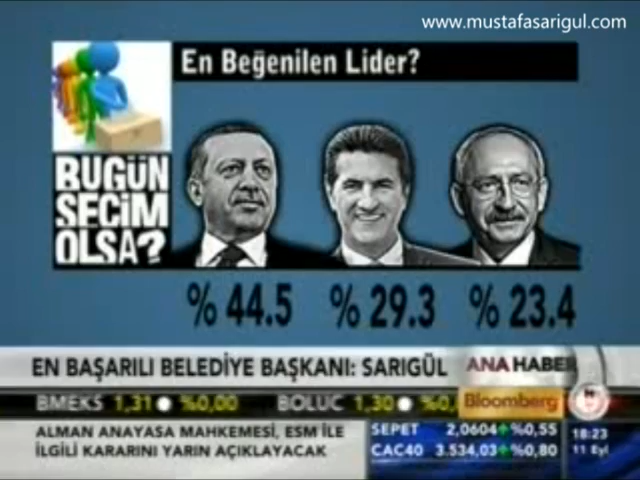 www.mustafasarigul.com
En Beğenilen Lider?
BUGÜN
SEÇİM
OLSA?
% 44.5 % 29.3 % 23.4
EN BAŞARILI BELEDİYE BAŞKANI: SARIGÜL
ANA HABER
BMEKS 1,31 %0,00 BOLUC 1,30
Bloomberg
ALMAN ANAYASA MAHKEMESİ, ESM İLE
İLGİLİ KARARINI YARIN AÇIKLAYACAK
SEPET 2,0604 %0,55
CAC40 3.534,03 %0,80
18:23
11 Eyl